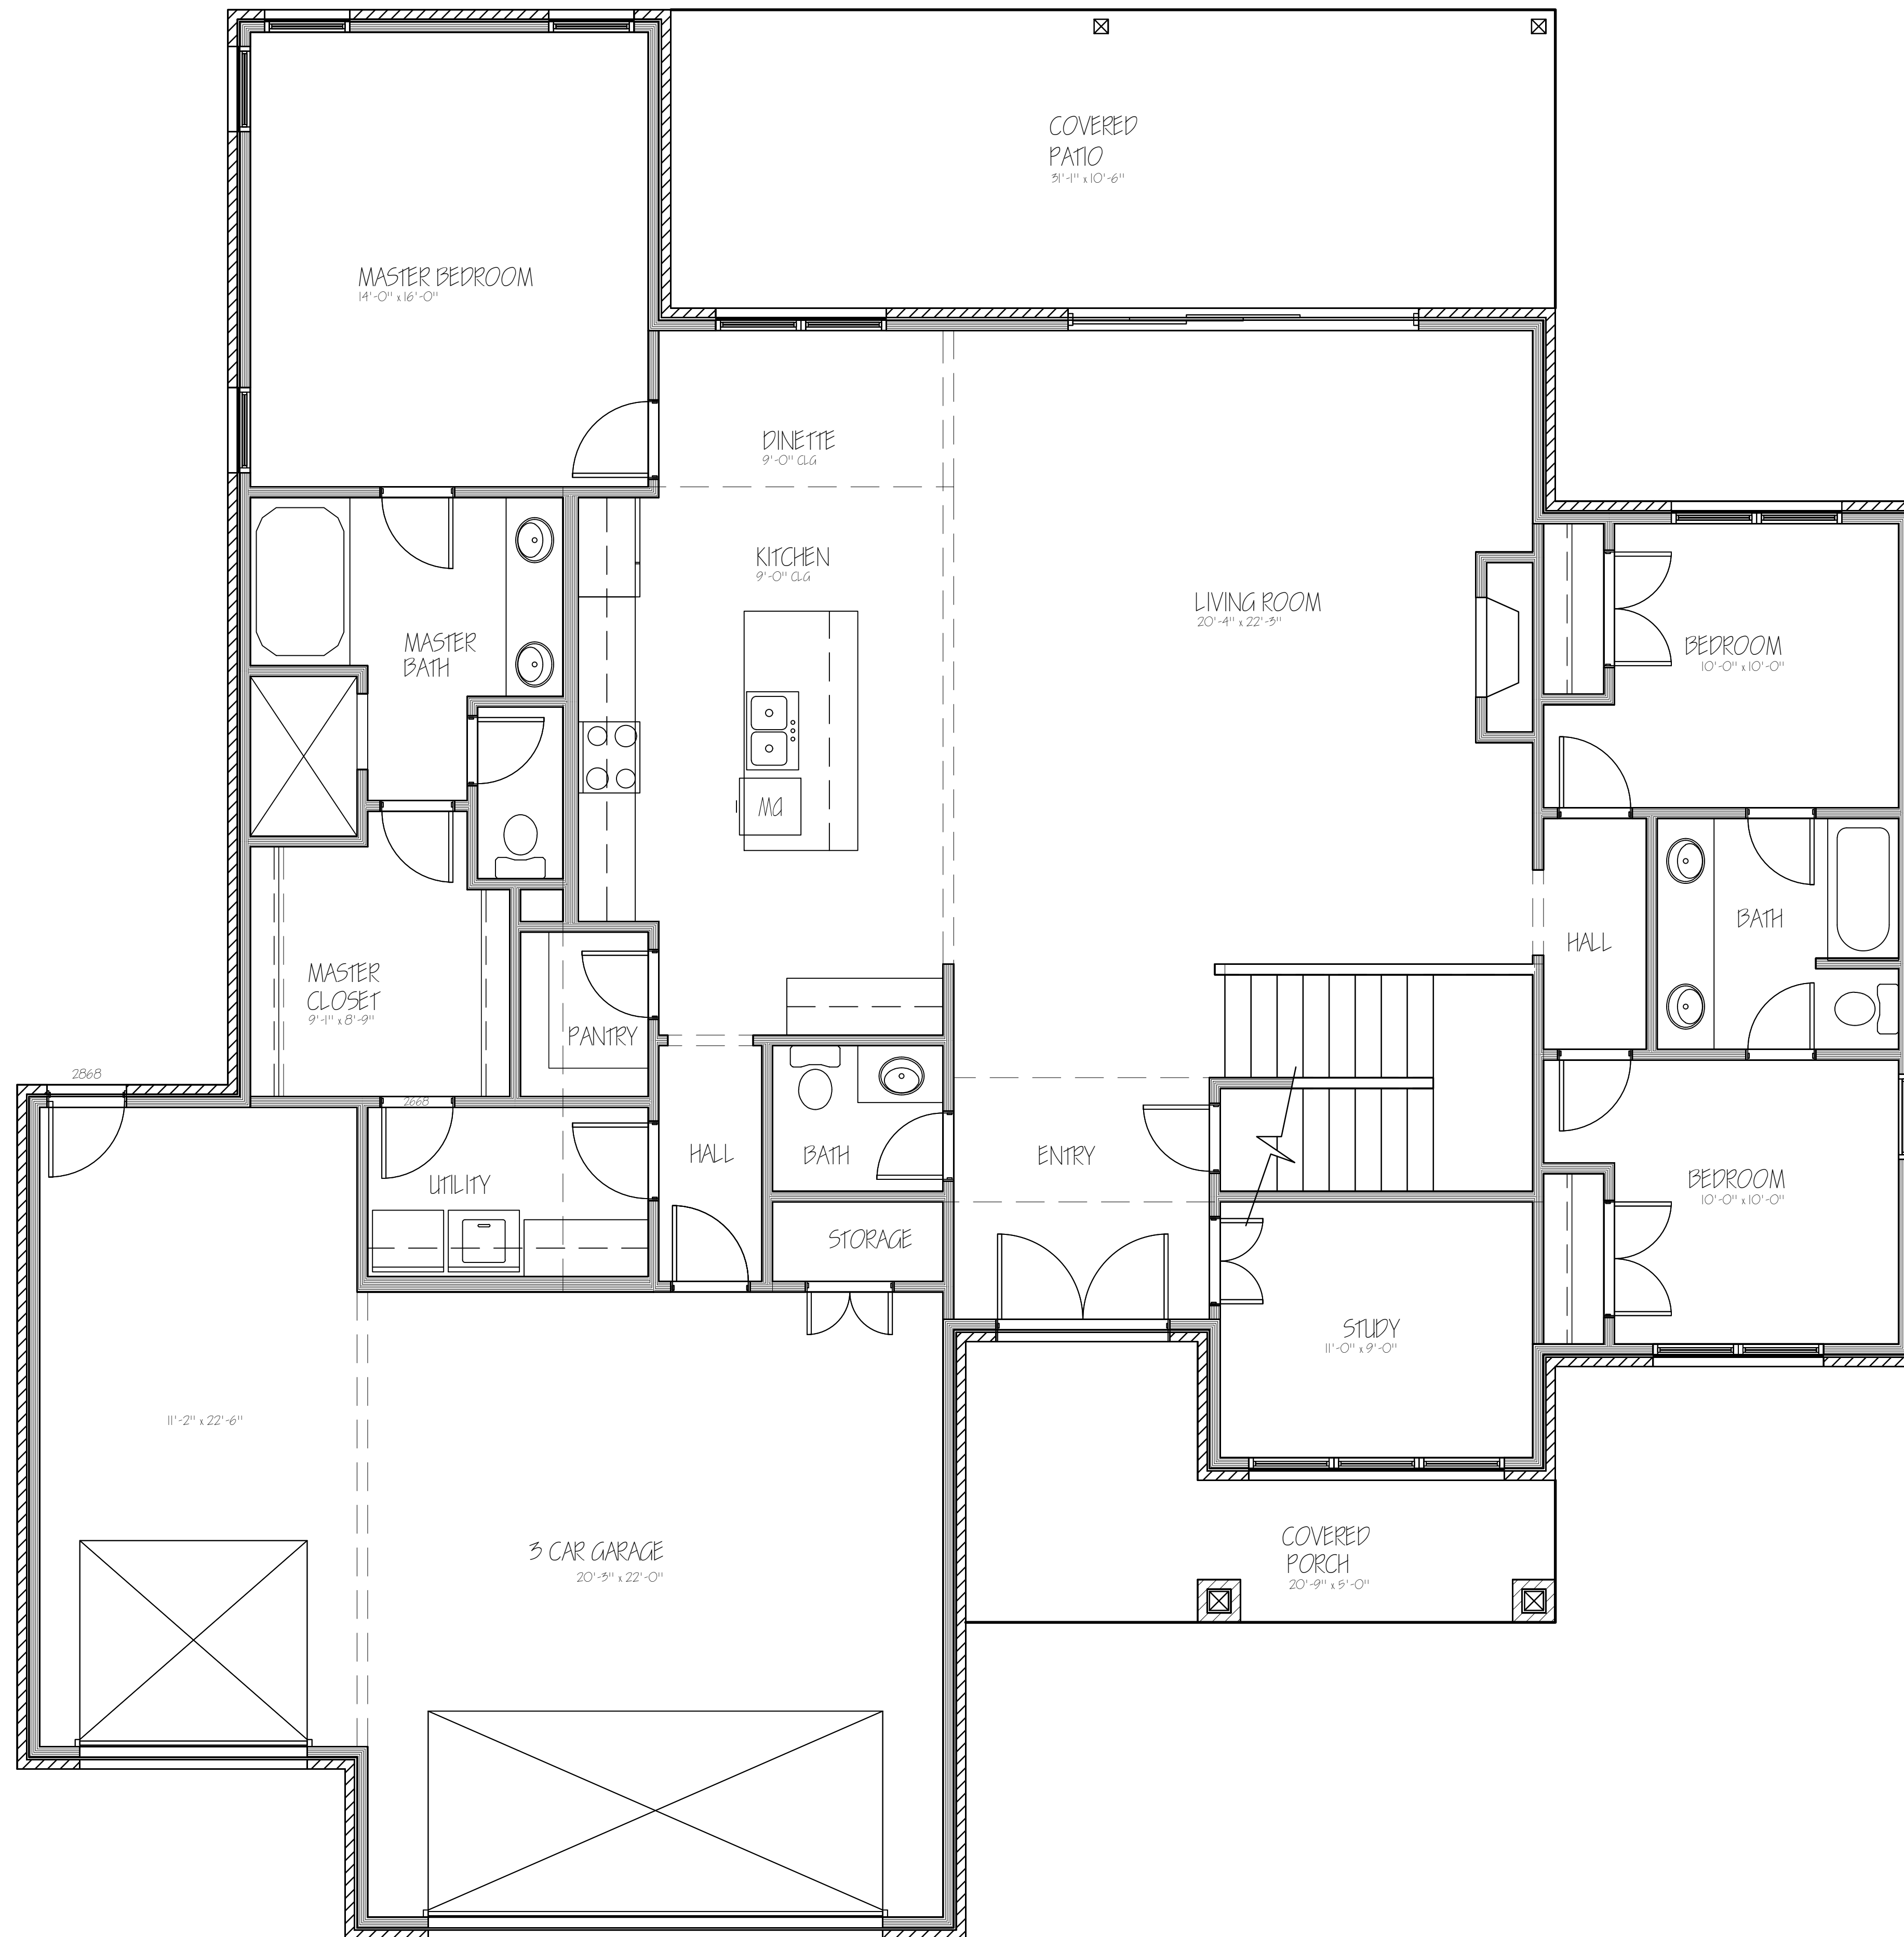 COVERED
PATIO
31'-1" x 10'-6"
MASTER BEDROOM
14'-0" x 16'-0"
DINETTE
9'-0" CLG
KITCHEN
9'-0" CLG
LIVING ROOM
20'-4" x 22'-3"
MASTER
BATH
BEDROOM
10'-0" x 10'-0"
MQ
BATH
HALL
MASTER
CLOSET
9'-1" x 8'-9"
PANTRY
2868
2668
UTILITY
HALL
BATH
ENTRY
BEDROOM
10'-0" x 10'-0"
STORAGE
STUDY
11'-0" x 9'-0"
11'-2" x 22'-6"
3 CAR GARAGE
20'-3" x 22'-0"
COVERED
PORCH
20'-9" x 5'-0"